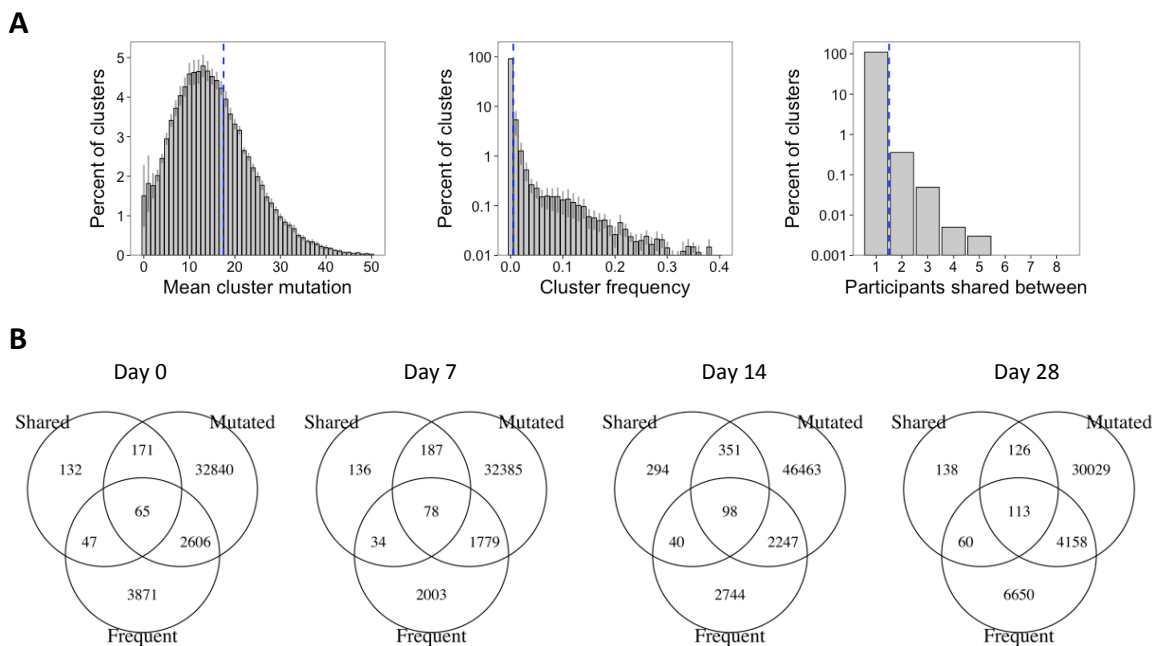 A
Percent of clusters
5
4
3
2
1
0
0 10 20 30 40 50
Mean cluster mutation
Percent of clusters
100
10
1
0.1
0.01
0.0 0.1 0.2 0.3 0.4
Cluster frequency
Percent of clusters
100
10
1
0.1
0.01
0.001
1 2 3 4 5 6 7 8
Participants shared between
B
Day 0
Shared Mutated
171
132 32840
65
47 2606
3871
Frequent
Day 7
Shared Mutated
187
136 32385
78
34 1779
2003
Frequent
Day 14
Shared Mutated
351
294 46463
98
40 2247
2744
Frequent
Day 28
Shared Mutated
126
138 30029
113
60 4158
6650
Frequent